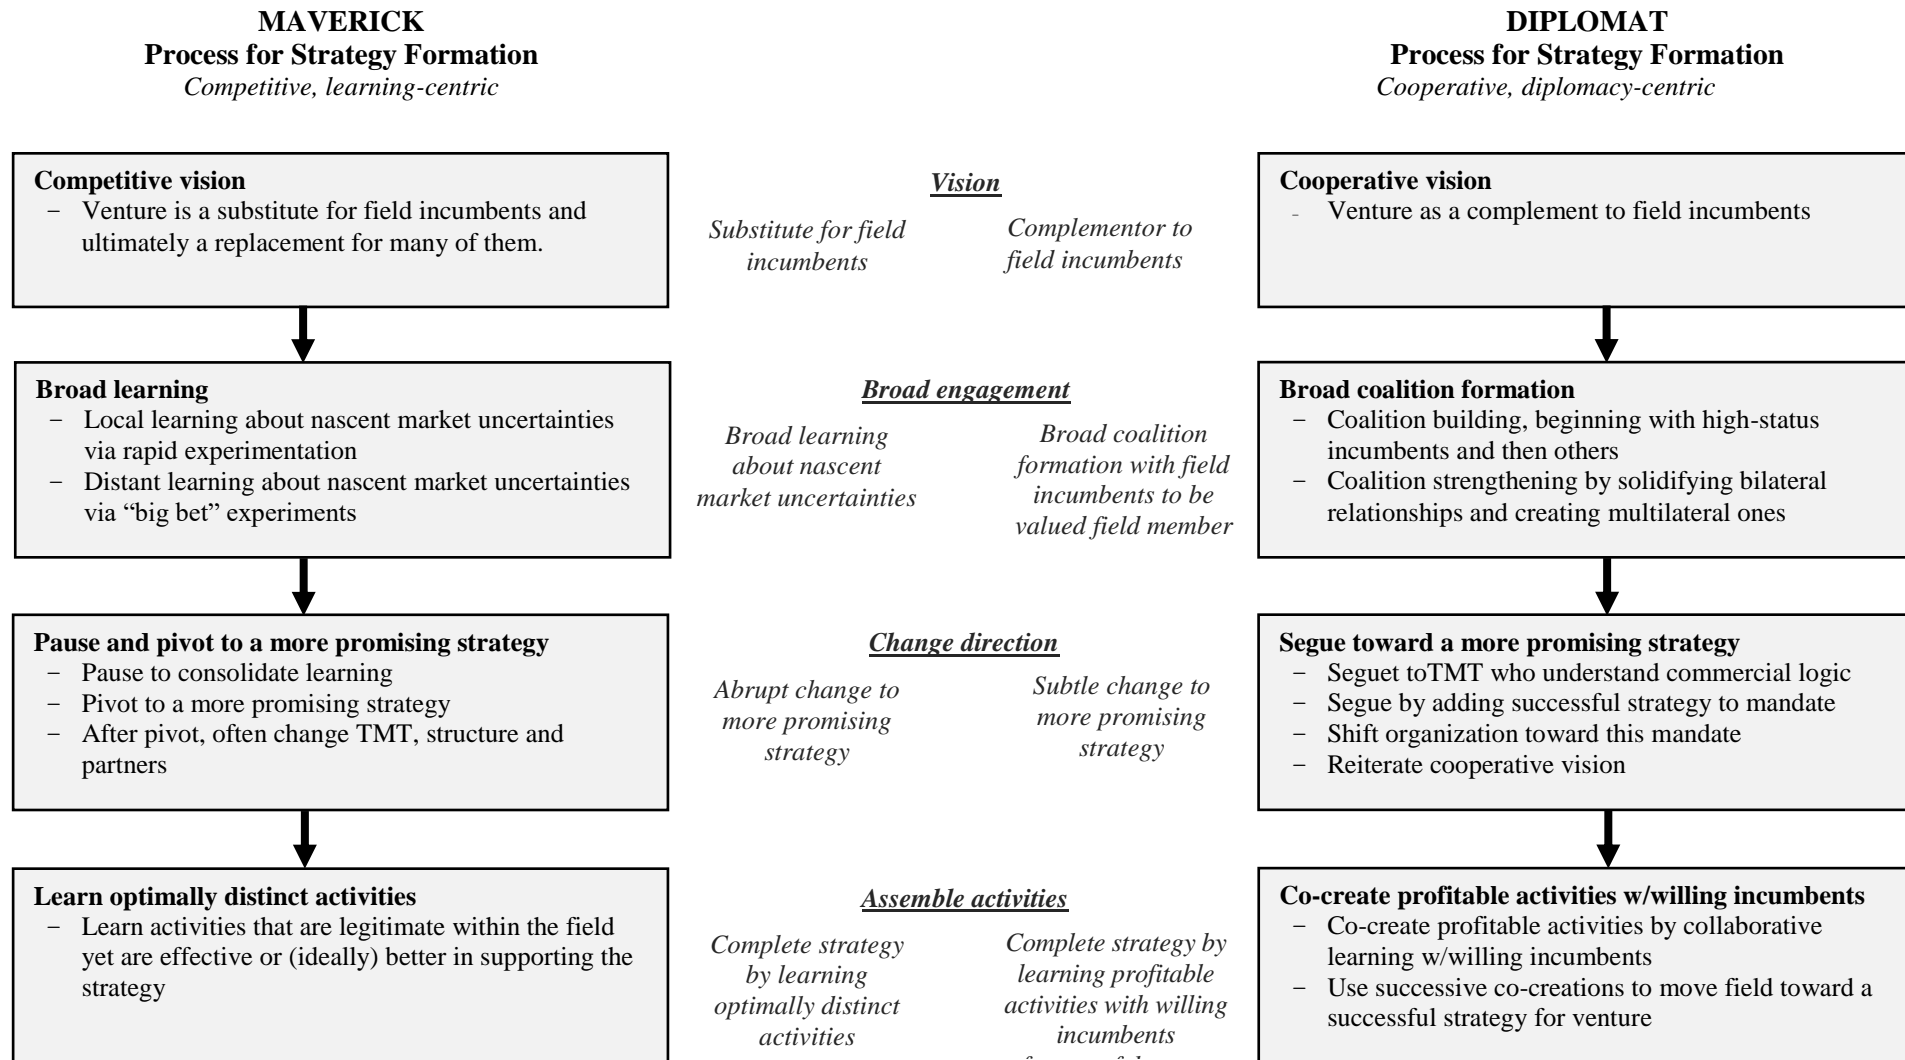 MAVERICK
Process for Strategy Formation
Competitive, learning-centric
DIPLOMAT
Process for Strategy Formation
Cooperative, diplomacy-centric
Competitive vision
− Venture is a substitute for field incumbents and
ultimately a replacement for many of them.
Vision
Substitute for field
incumbents
Complementor to
field incumbents
Cooperative vision
- Venture as a complement to field incumbents
Broad learning
− Local learning about nascent market uncertainties
via rapid experimentation
− Distant learning about nascent market uncertainties
via “big bet” experiments
Broad engagement
Broad learning
about nascent
market uncertainties
Broad coalition
formation with field
incumbents to be
valued field member
Broad coalition formation
− Coalition building, beginning with high-status
incumbents and then others
− Coalition strengthening by solidifying bilateral
relationships and creating multilateral ones
Pause and pivot to a more promising strategy
− Pause to consolidate learning
− Pivot to a more promising strategy
− After pivot, often change TMT, structure and
partners
Change direction
Abrupt change to
more promising
strategy
Subtle change to
more promising
strategy
Segue toward a more promising strategy
− Seguet toTMT who understand commercial logic
− Segue by adding successful strategy to mandate
− Shift organization toward this mandate
− Reiterate cooperative vision
Learn optimally distinct activities
− Learn activities that are legitimate within the field
yet are effective or (ideally) better in supporting the
strategy
Assemble activities
Complete strategy
by learning
optimally distinct
activities
Complete strategy by
learning profitable
activities with willing
incumbents
Co-create profitable activities w/willing incumbents
− Co-create profitable activities by collaborative
learning w/willing incumbents
− Use successive co-creations to move field toward a
successful strategy for venture